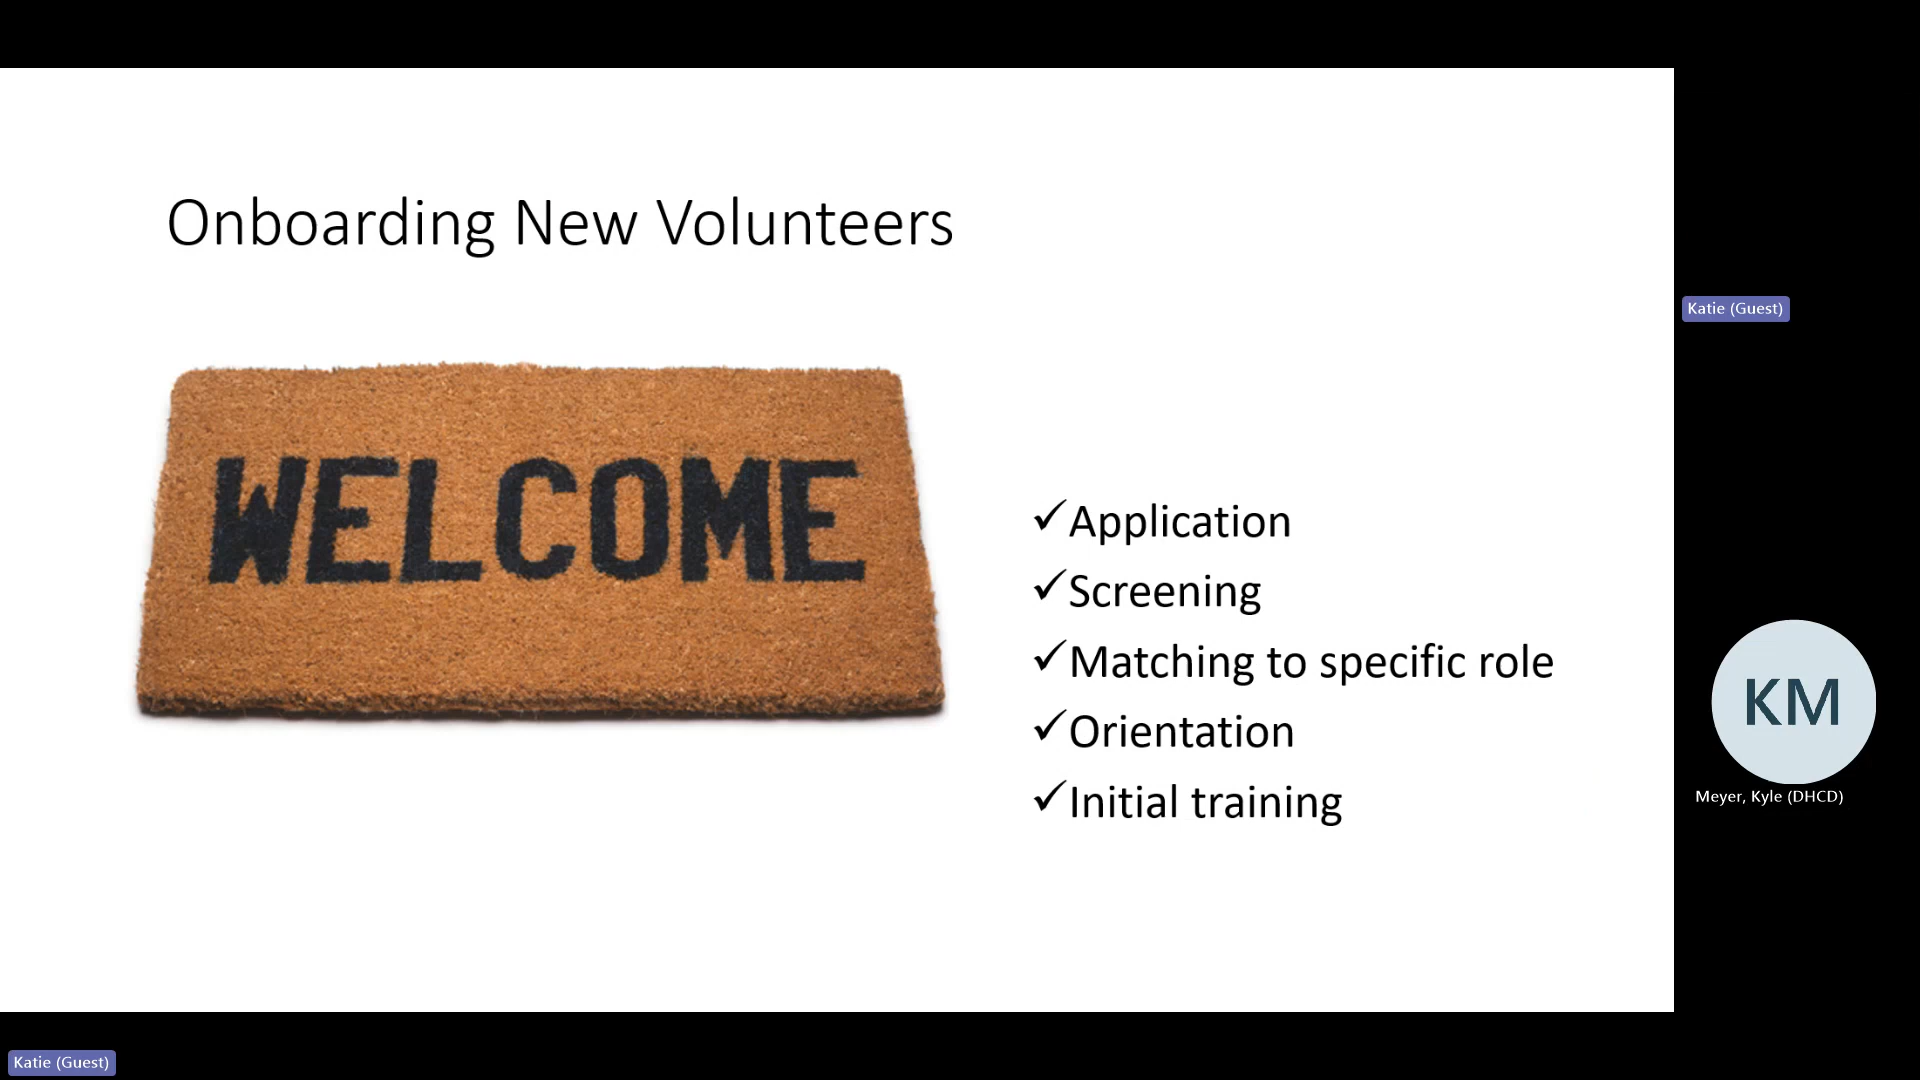 Onboarding New Volunteers
WELCOME
✓Application
✓Screening
✓Matching to specific role
✓Orientation
✓Initial training
Katie (Guest)
KM
Meyer, Kyle (DHCD)
Katie (Guest)